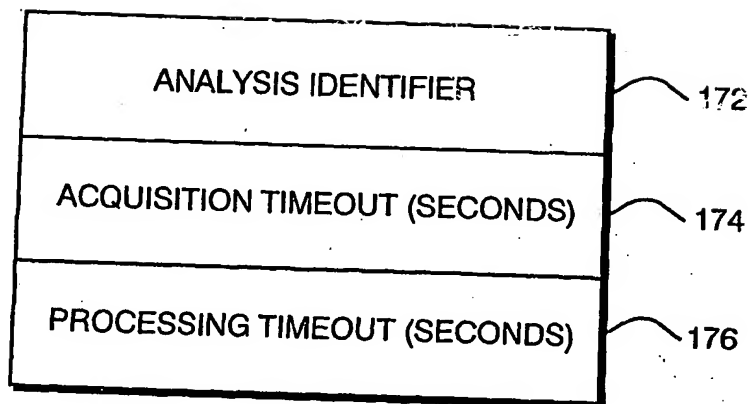 ANALYSIS IDENTIFIER
172
ACQUISITION TIMEOUT (SECONDS)
174
PROCESSING TIMEOUT (SECONDS)
176